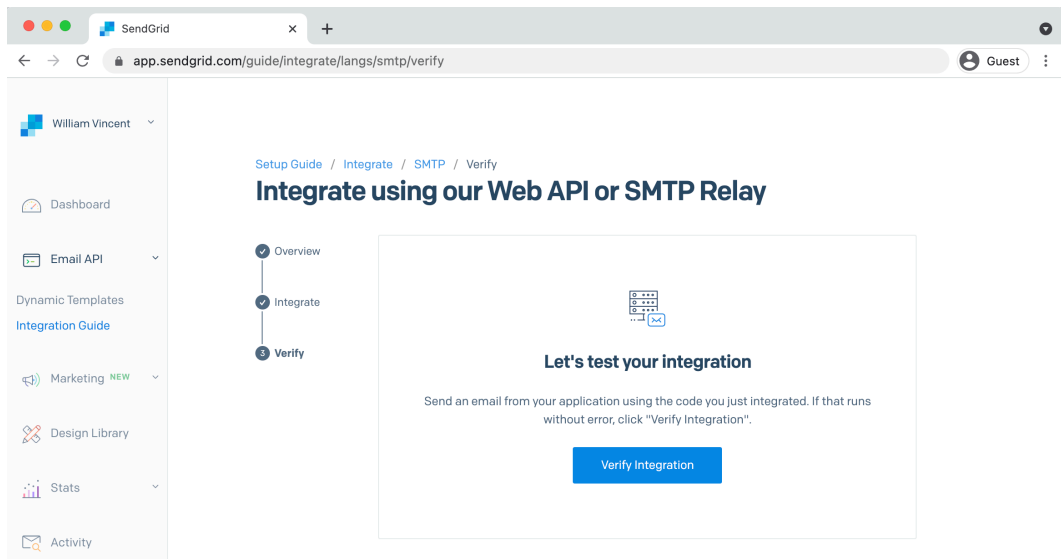 SendGrid
app.sendgrid.com/guide/integrate/langs/smtp/verify
Guest
William Vincent
Setup Guide / Integrate / SMTP / Verify
Integrate using our Web API or SMTP Relay
Dashboard
Email API
Dynamic Templates
Integration Guide
Marketing NEW
Design Library
Stats
Activity
Overview
Integrate
3 Verify
Let's test your integration
Send an email from your application using the code you just integrated. If that runs
without error, click "Verify Integration".
Verify Integration